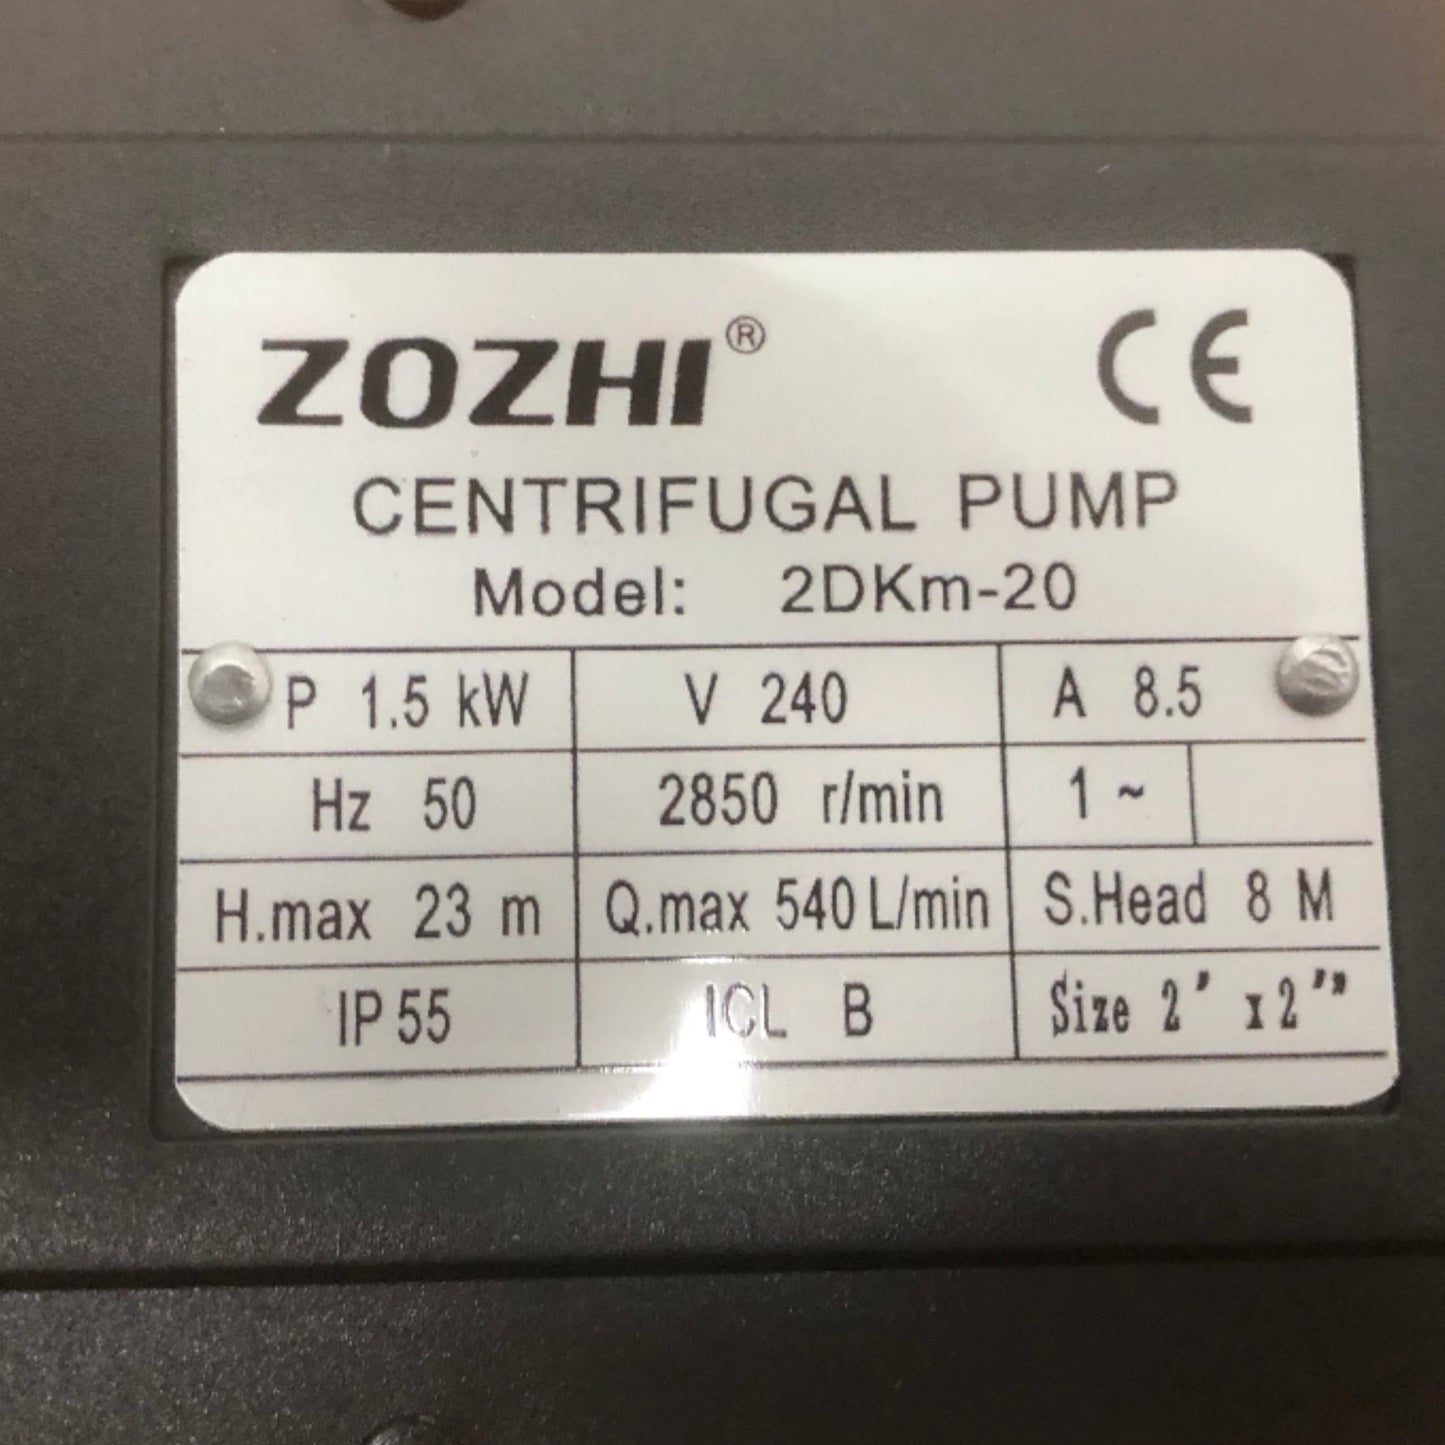 ZOZHI® CE
CENTRIFUGAL PUMP
Model: 2DKm-20
P 1.5 kW V 240 A 8.5
Hz 50 2850 r/min 1 ~
H.max 23 m Q.max 540 L/min S.Head 8 M
IP 55 ICL B Size 2' x2'"